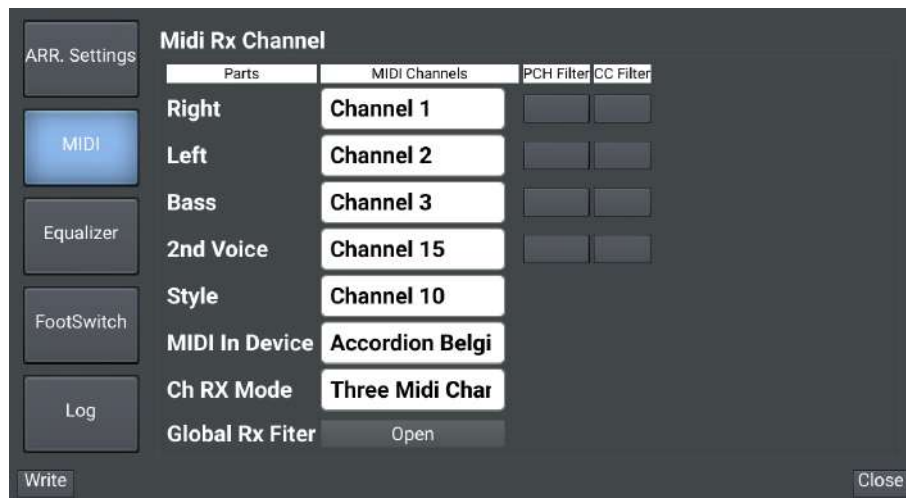 ARR. Settings
MIDI
Equalizer
FootSwitch
Log
Midi Rx Channel
Parts MIDI Channels PCH Filter CC Filter
Right Channel 1
Left Channel 2
Bass Channel 3
2nd Voice Channel 15
Style Channel 10
MIDI In Device Accordion Belgi
Ch RX Mode Three Midi Char
Global Rx Fiter Open
Write Close